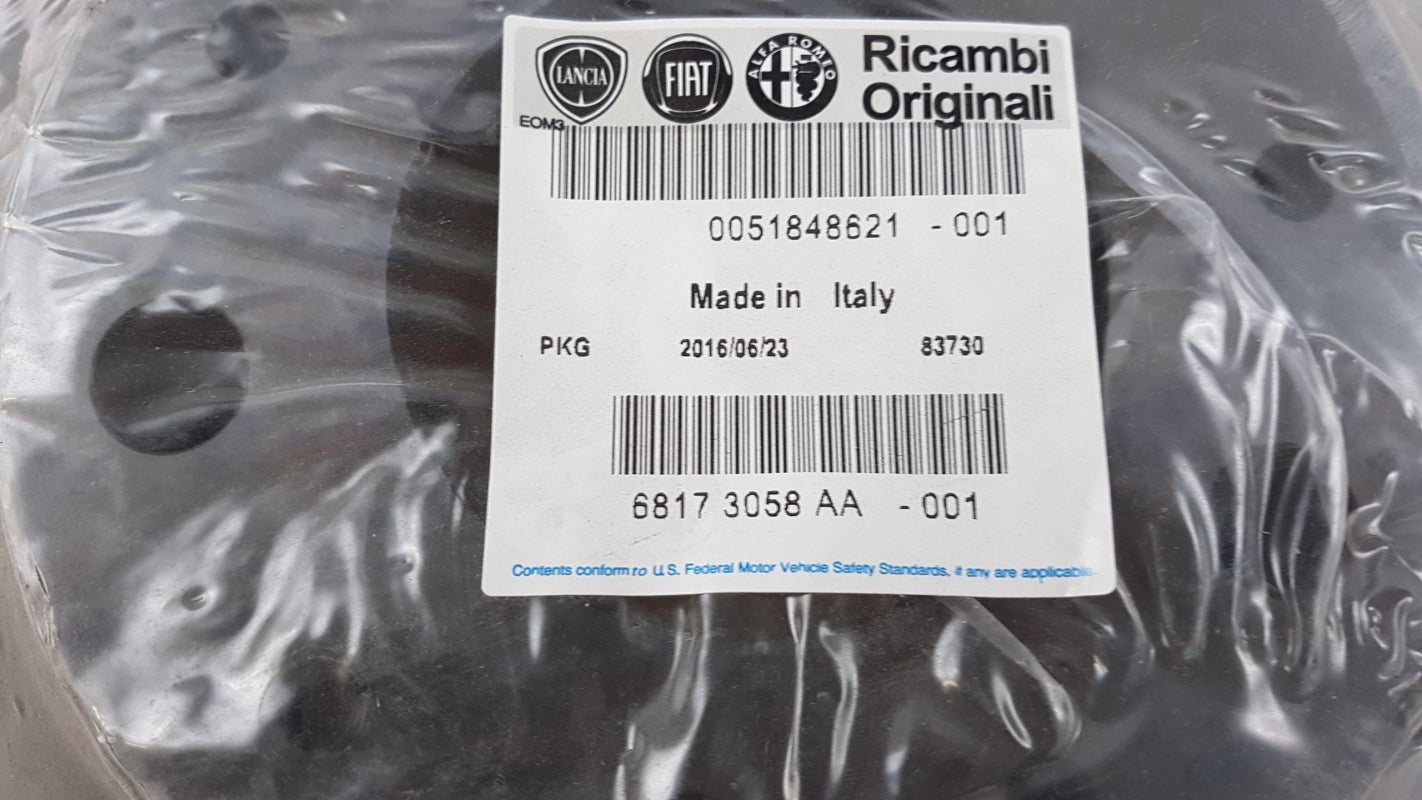 LANCIA FIAT ALFA ROMEO Ricambi
Originali
EOM3
0051848621 - 001
Made in Italy
PKG 2016/06/23 83730
6817 3058 AA - 001
Contents conform to U.S. Federal Motor Vehicle Safety Standards, if any are applicable.